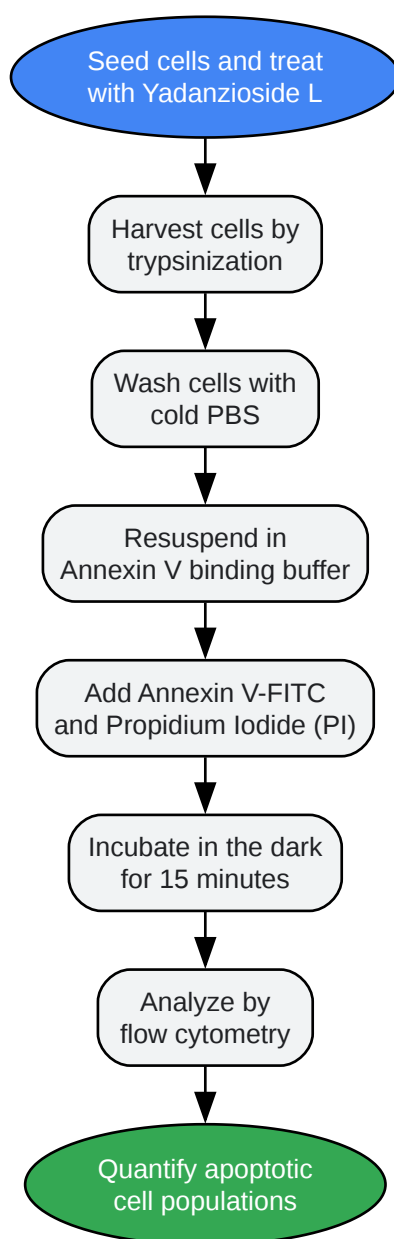 Seed cells and treat
with Yadanzioside L
Harvest cells by
trypsinization
Wash cells with
cold PBS
Resuspend in
Annexin V binding buffer
Add Annexin V-FITC
and Propidium Iodide (PI)
Incubate in the dark
for 15 minutes
Analyze by
flow cytometry
Quantify apoptotic
cell populations